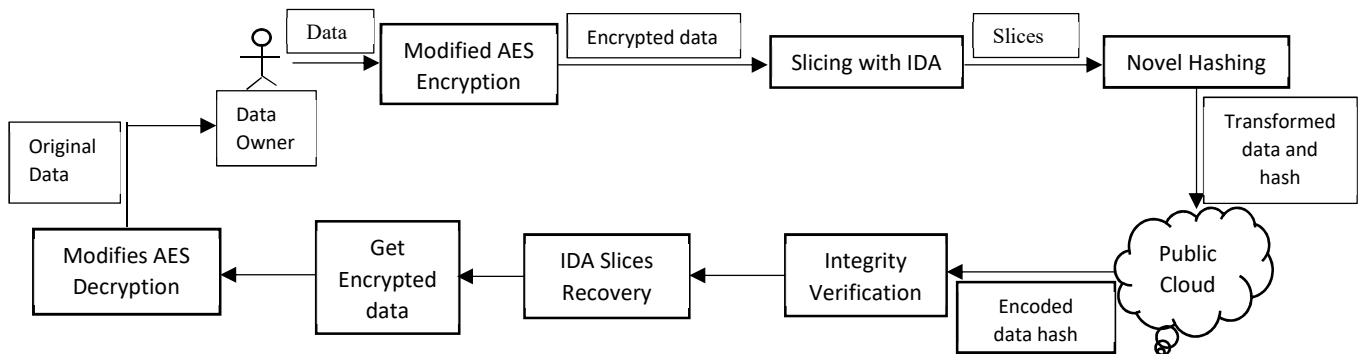 Data
Modified AES
Encryption
Encrypted data
Slicing with IDA
Slices
Novel Hashing
Data
Owner
Original
Data
Transformed
data and
hash
Modifies AES
Decryption
Get
Encrypted
data
IDA Slices
Recovery
Integrity
Verification
Encoded
data hash
Public
Cloud